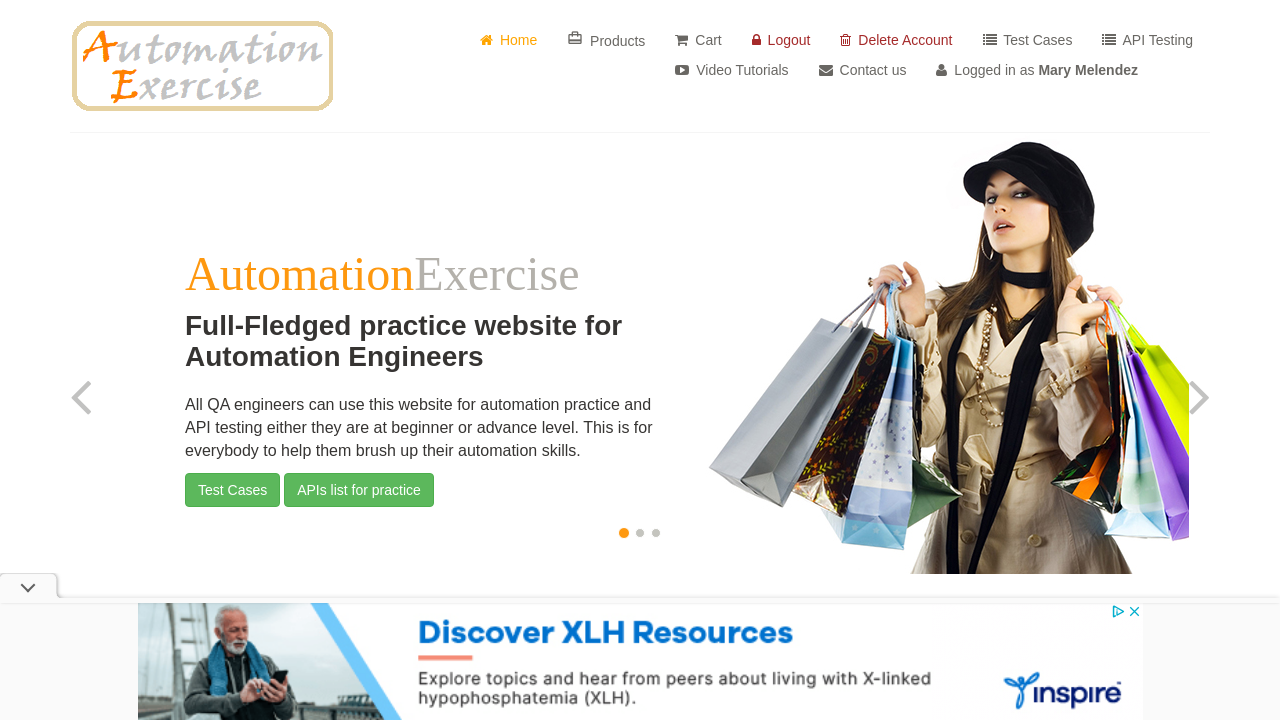 Automation
Exercise
Home
Products
Cart
Logout
Delete Account
Test Cases
API Testing
Video Tutorials
Contact us
Logged in as Mary Melendez
AutomationExercise
Full-Fledged practice website for
Automation Engineers
All QA engineers can use this website for automation practice and
API testing either they are at beginner or advance level. This is for
everybody to help them brush up their automation skills.
Test Cases
APIs list for practice
Discover XLH Resources
Explore topics and hear from peers about living with X-linked
hypophosphatemia (XLH).
inspire